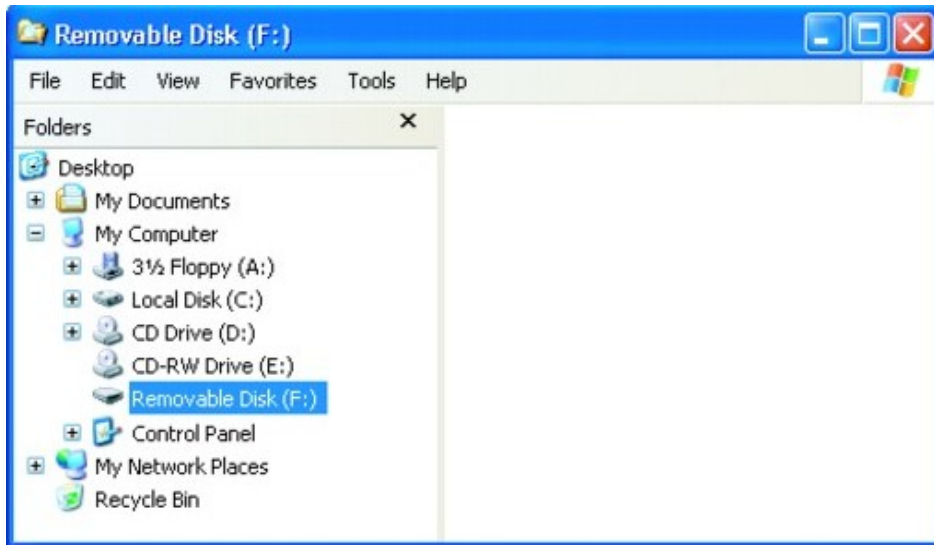 Removable Disk (F:)
File Edit View Favorites Tools Help
Folders
Desktop
My Documents
My Computer
3½ Floppy (A:)
Local Disk (C:)
CD Drive (D:)
CD-RW Drive (E:)
Removable Disk (F:)
Control Panel
My Network Places
Recycle Bin